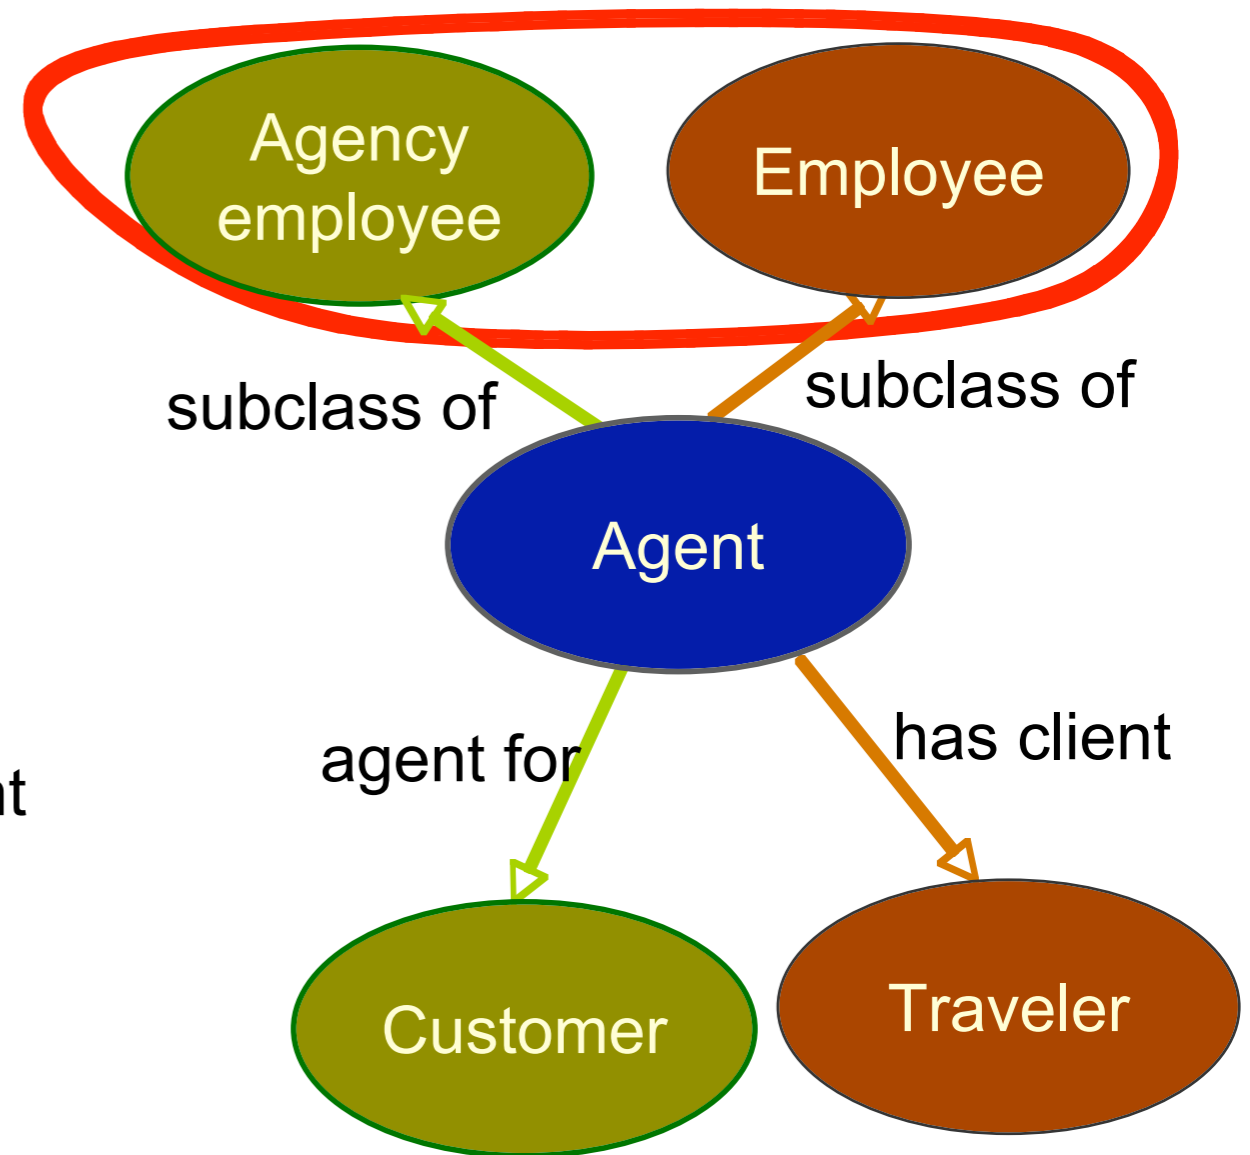 Agency
employee
Employee
subclass of
subclass of
Agent
agent for
has client
Customer
Traveler